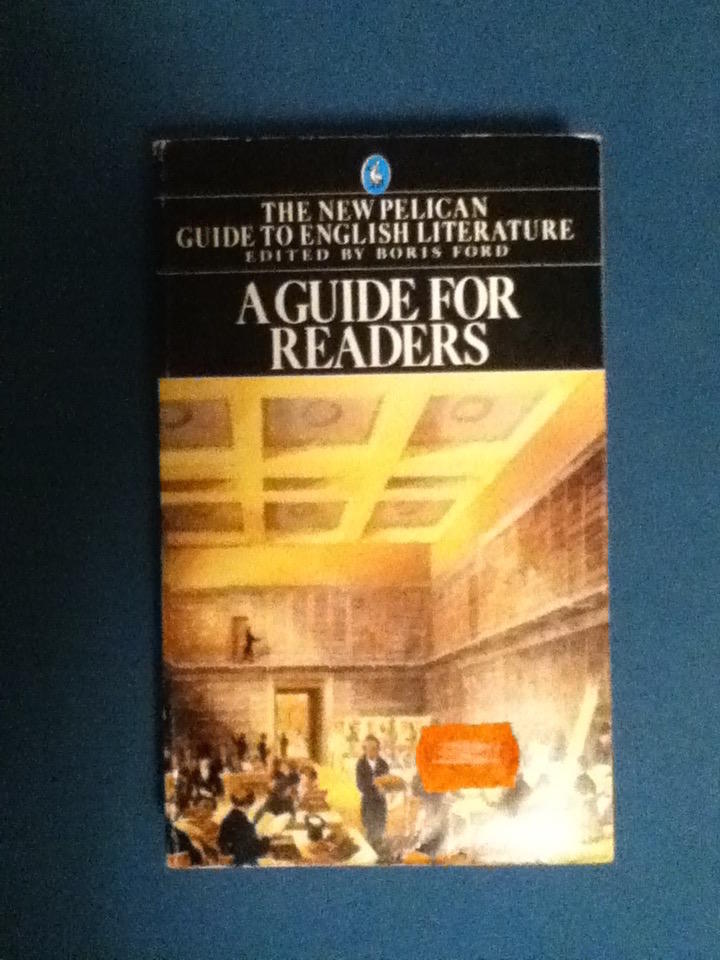 THE NEW PELICAN
GUIDE TO ENGLISH LITERATURE
EDITED BY BORIS FORD
A GUIDE FOR
READERS